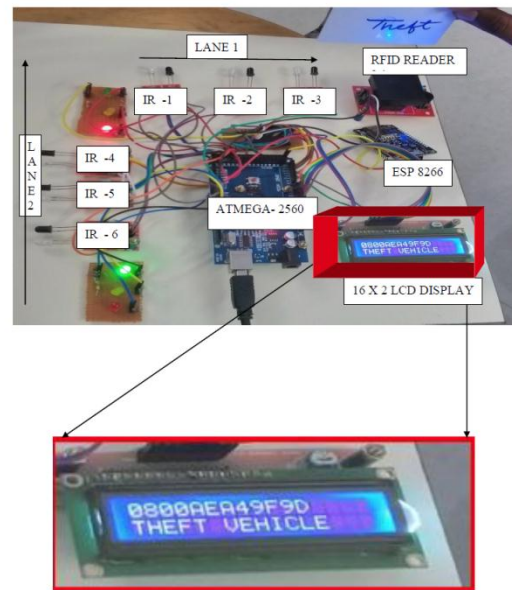 Theft
LANE 1
RFID READER
IR -1
IR -2
IR -3
L
A
N
E
2
IR -4
IR -5
IR - 6
ESP 8266
ATMEGA- 2560
0800AEA49F9D
THEFT VEHICLE
16 X 2 LCD DISPLAY
0800AEA49F9D
THEFT VEHICLE